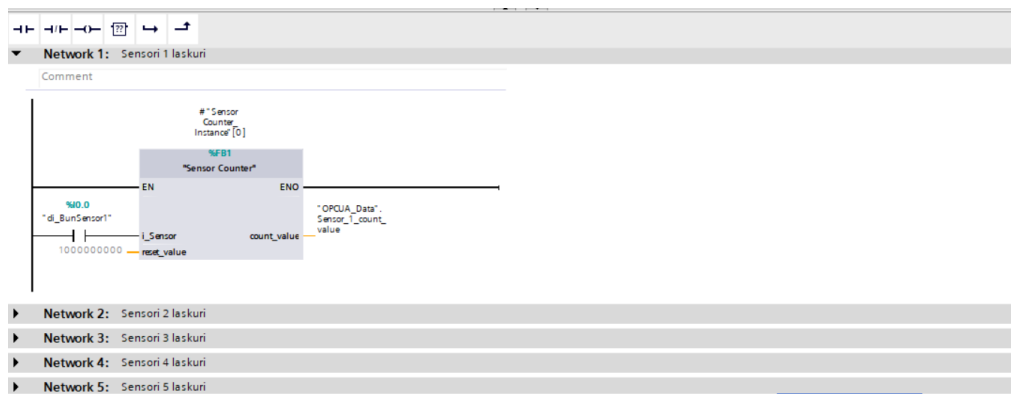 ??
Network 1: Sensori 1 laskuri
Comment
#"Sensor
Counter_
Instance"[0]
%FB1
"Sensor Counter"
EN
ENO
%I0.0
"di_BunSensor1"
i_Sensor
count_value
"OPCUA_Data".
Sensor_1_count_
value
1000000000
reset_value
Network 2: Sensori 2 laskuri
Network 3: Sensori 3 laskuri
Network 4: Sensori 4 laskuri
Network 5: Sensori 5 laskuri